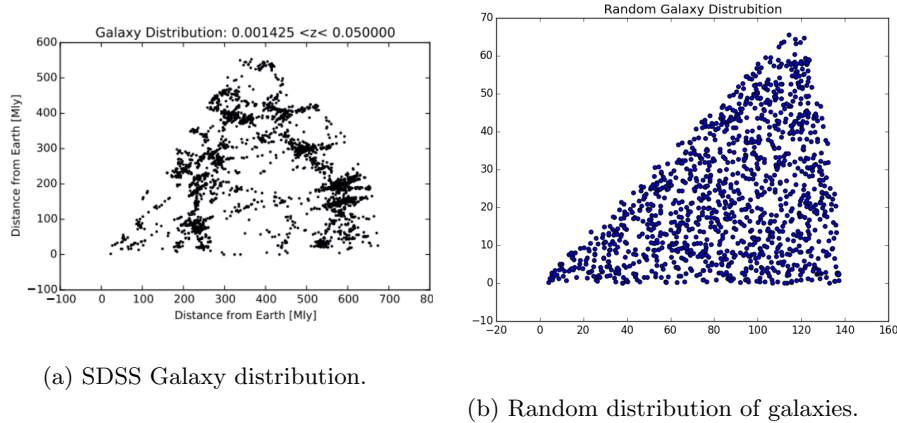 Galaxy Distribution: 0.001425 <z< 0.050000
600
500
400
300
200
100
0
−100
Distance from Earth [Mly]
−100 0 100 200 300 400 500 600 700 80
Distance from Earth [Mly]
(a) SDSS Galaxy distribution.
Random Galaxy Distrubition
70
60
50
40
30
20
10
0
−10
−20 0 20 40 60 80 100 120 140 160
(b) Random distribution of galaxies.